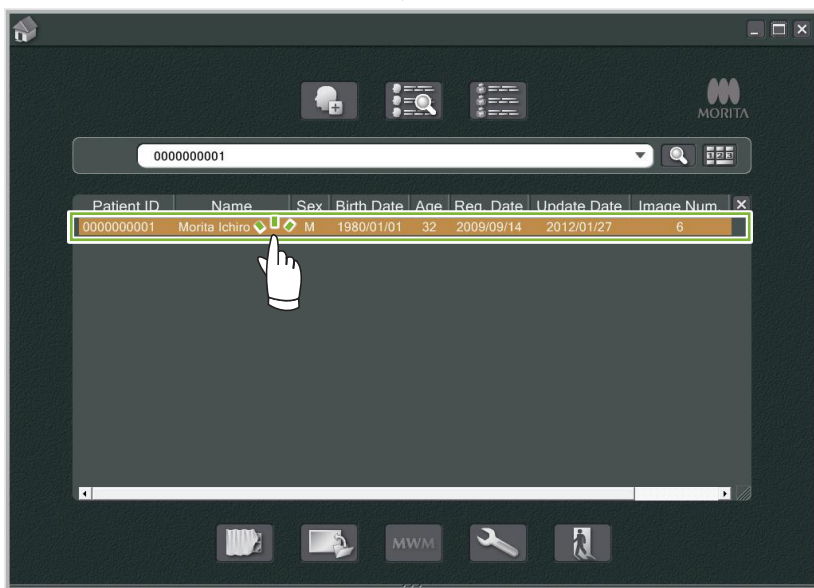 MORITA
0000000001
123
Patient ID Name Sex Birth Date Age Reg. Date Update Date Image Num
0000000001 Morita Ichiro M 1980/01/01 32 2009/09/14 2012/01/27 6
MWM